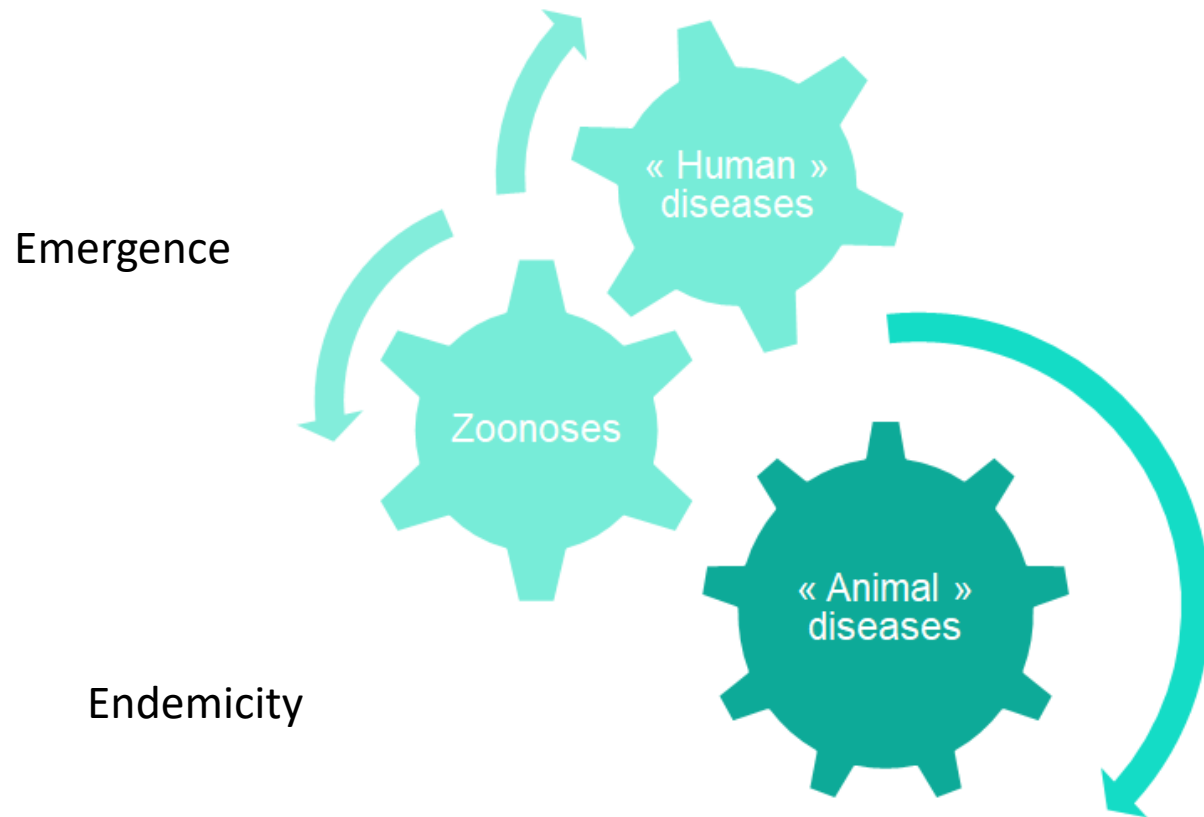 « Human »
diseases
Emergence
Zoonoses
« Animal »
diseases
Endemicity